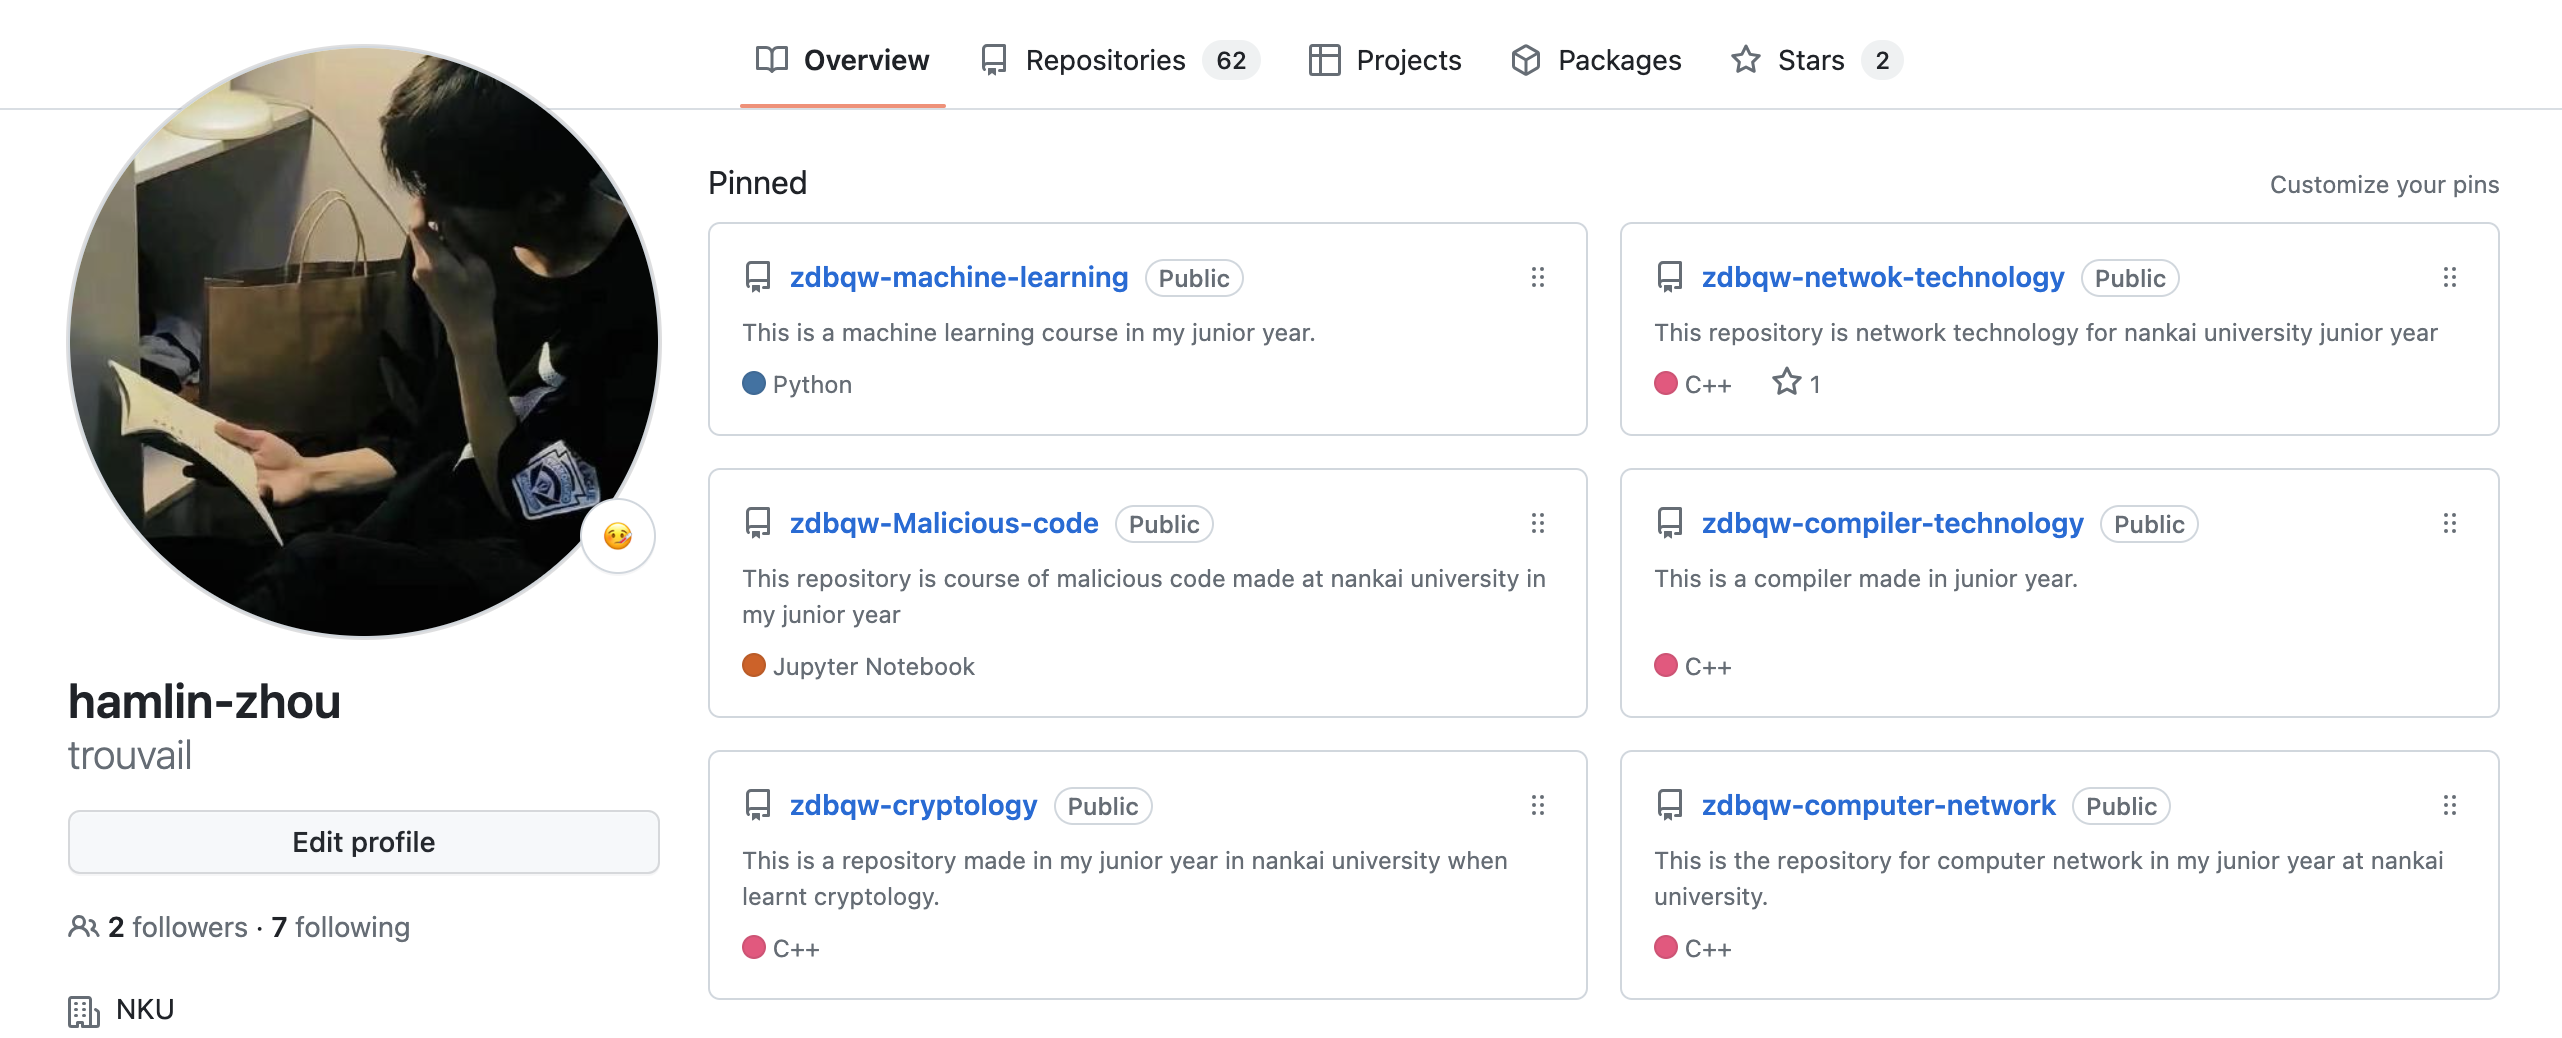 Overview
Repositories 62
Projects
Packages
Stars 2
Pinned
Customize your pins
zdbqw-machine-learning Public
This is a machine learning course in my junior year.
Python
zdbqw-netwok-technology Public
This repository is network technology for nankai university junior year
C++ 1
zdbqw-Malicious-code Public
This repository is course of malicious code made at nankai university in
my junior year
Jupyter Notebook
zdbqw-compiler-technology Public
This is a compiler made in junior year.
C++
zdbqw-cryptology Public
This is a repository made in my junior year in nankai university when
learnt cryptology.
C++
zdbqw-computer-network Public
This is the repository for computer network in my junior year at nankai
university.
C++
hamlin-zhou
trouvail
Edit profile
2 followers · 7 following
NKU